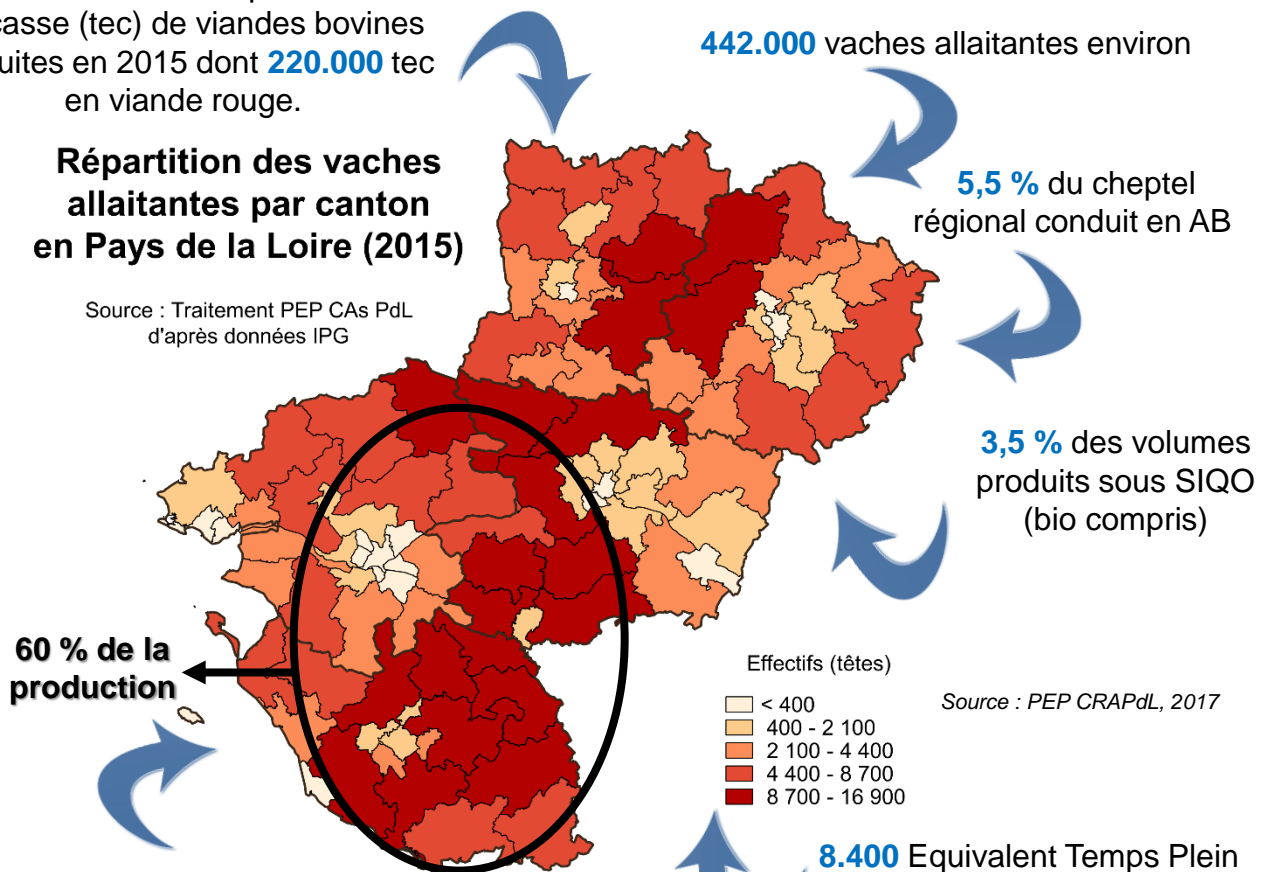 (tec) de viandes bovines
en 2015 dont 220.000 tec
en viande rouge.
442.000 vaches allaitantes environ
Répartition des vaches
allaitantes par canton
en Pays de la Loire (2015)
Source : Traitement PEP CAs PdL
d'après données IPG
5,5 % du cheptel
régional conduit en AB
3,5 % des volumes
produits sous SIQO
(bio compris)
60 % de la
production
Effectifs (têtes)
< 400
400 - 2 100
2 100 - 4 400
4 400 - 8 700
8 700 - 16 900
Source : PEP CRAPdL, 2017
8.400 Equivalent Temps Plein